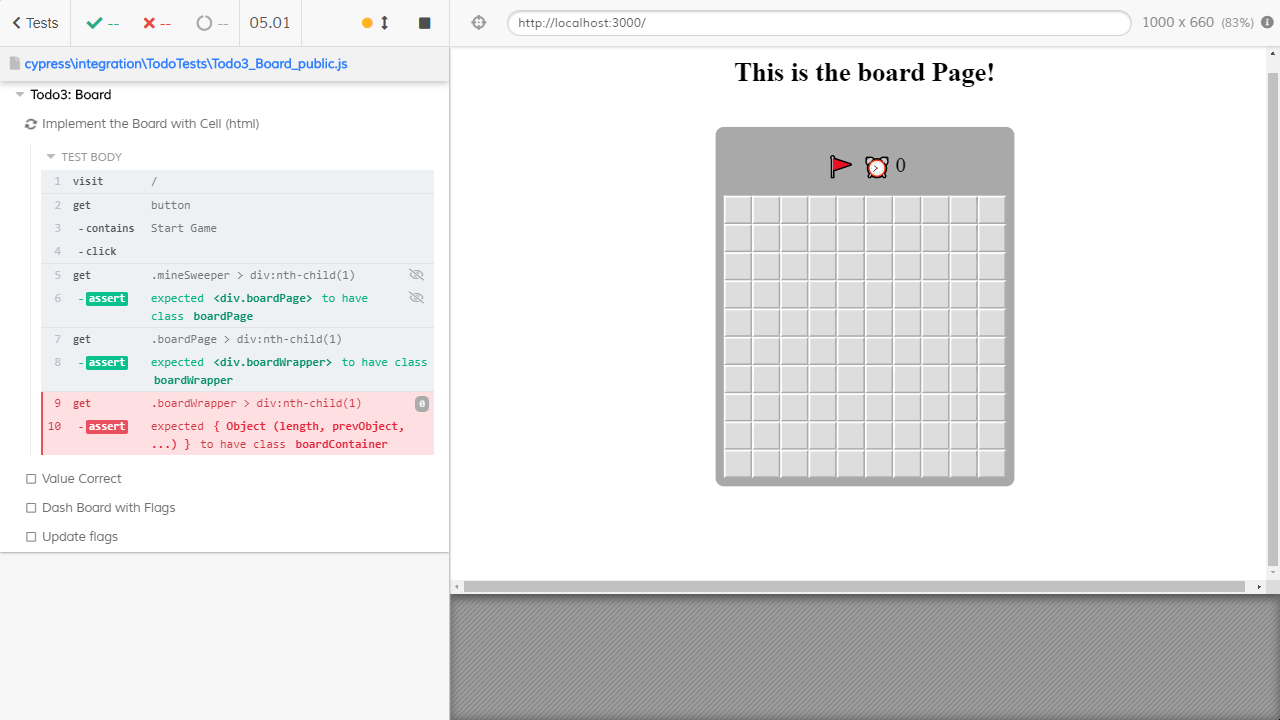 Tests
--
--
--
05.01
http://localhost:3000/
1000 x 660 (83%)
cypress\integration\TodoTests\Todo3_Board_public.js
Todo3: Board
Implement the Board with Cell (html)
TEST BODY
1 visit /
2 get button
3 -contains Start Game
4 -click
5 get .mineSweeper > div:nth-child(1)
6 -assert expected <div.boardPage> to have
class boardPage
7 get .boardPage > div:nth-child(1)
8 -assert expected <div.boardWrapper> to have class
boardWrapper
9 get .boardWrapper > div:nth-child(1) 0
10 -assert expected { Object (length, prevObject,
...) } to have class boardContainer
Value Correct
Dash Board with Flags
Update flags
This is the board Page!
0